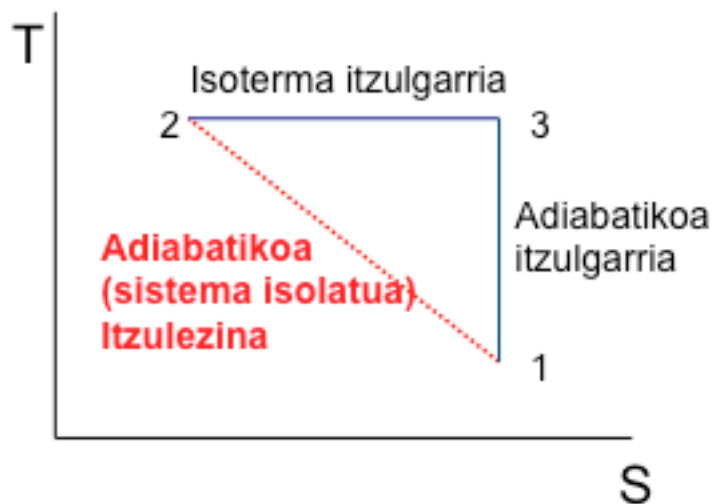 T
Isoterma itzulgarria
2
3
Adiabatikoa
itzulgarria
Adiabatikoa
(sistema isolatua)
Itzulezina
1
S